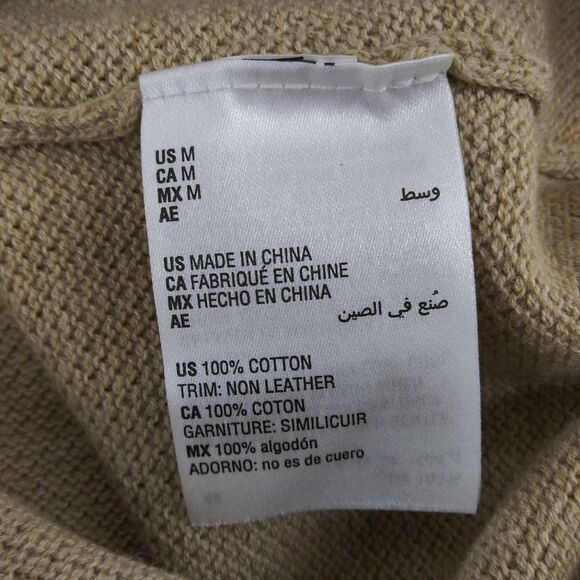 US M
CA M
MX M
AE وسط
US MADE IN CHINA
CA FABRIQUÉ EN CHINE
MX HECHO EN CHINA
AE صُنع في الصين
US 100% COTTON
TRIM: NON LEATHER
CA 100% COTON
GARNITURE: SIMILICUIR
MX 100% algodón
ADORNO: no es de cuero